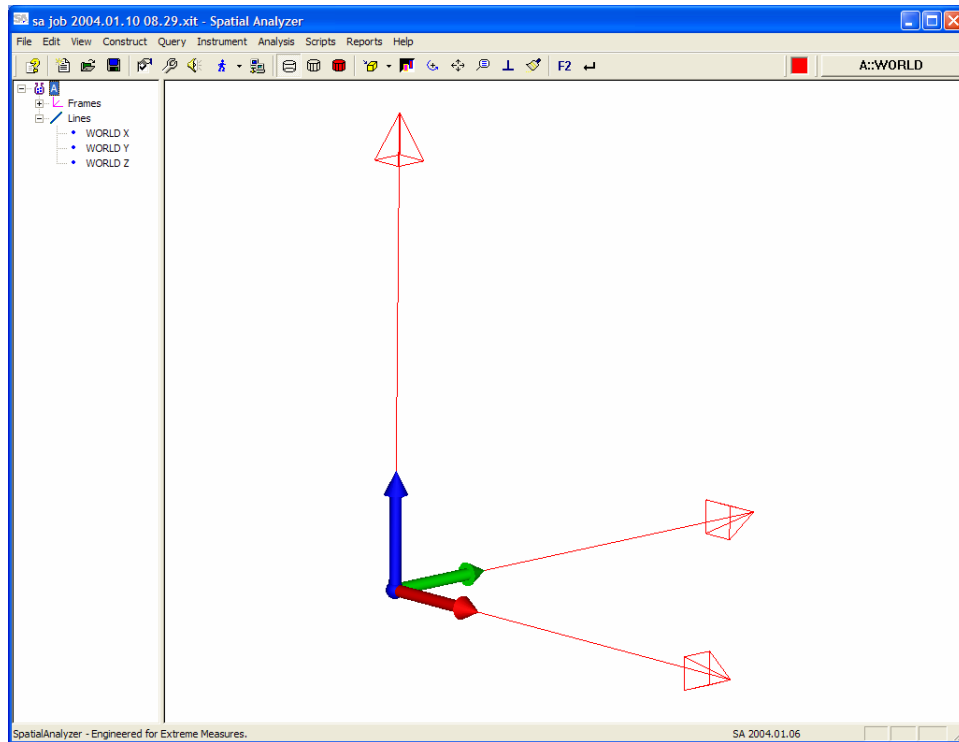 SA sa job 2004.01.10 08.29.xit - Spatial Analyzer
File Edit View Construct Query Instrument Analysis Scripts Reports Help
F2 A::WORLD
A
Frames
Lines
WORLD X
WORLD Y
WORLD Z
SpatialAnalyzer - Engineered for Extreme Measures. SA 2004.01.06